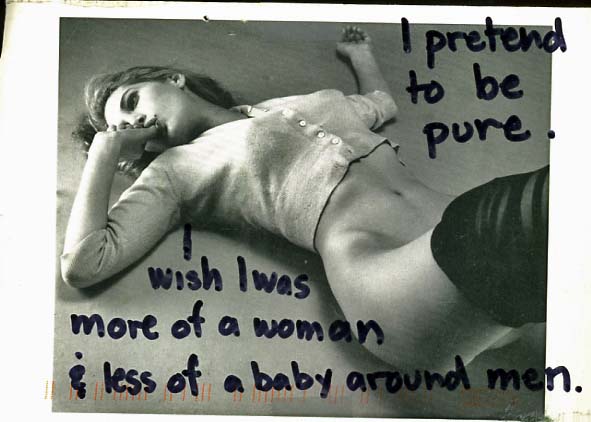 I pretend
to be
pure.
I
wish I was
more of a woman
& less of a baby around men.